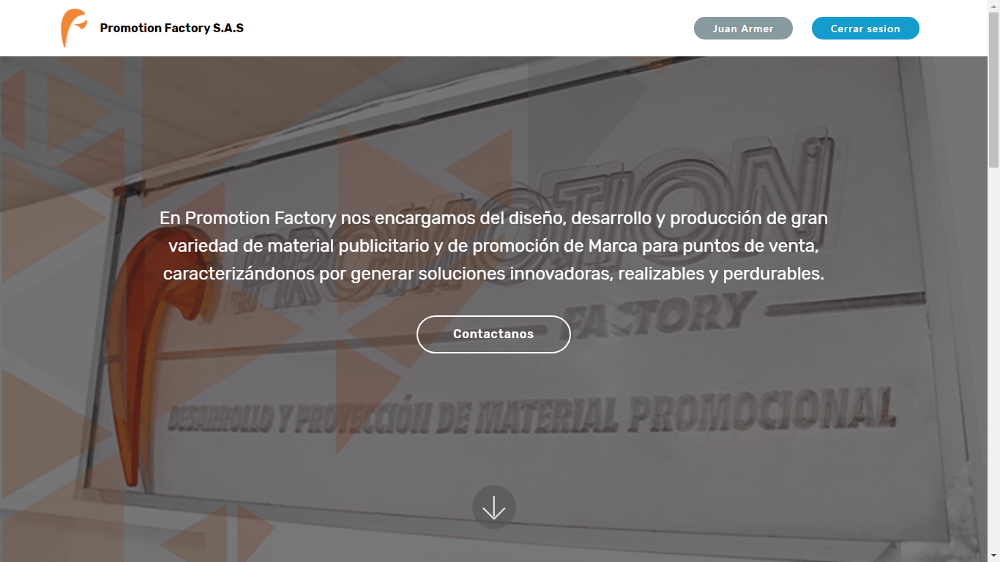 Promotion Factory S.A.S
Juan Armer
Cerrar sesion
En Promotion Factory nos encargamos del diseño, desarrollo y producción de gran
variedad de material publicitario y de promoción de Marca para puntos de venta,
caracterizándonos por generar soluciones innovadoras, realizables y perdurables.
Contactanos
PROMOTION
FACTORY
DESARROLLO Y PROYECCIÓN DE MATERIAL PROMOCIONAL